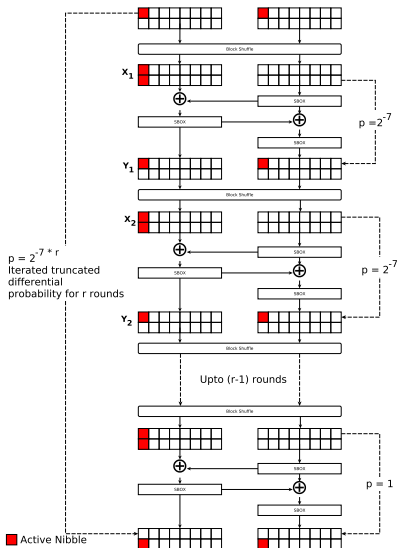 Block Shuffle
X1
SBOX
SBOX
p =2^-7
SBOX
Y1
Block Shuffle
X2
SBOX
p = 2^-7
SBOX
SBOX
p = 2^-7 * r
Iterated truncated
differential
probability for r rounds
Y2
Block Shuffle
Upto (r-1) rounds
Block Shuffle
SBOX
SBOX
p = 1
SBOX
Active Nibble